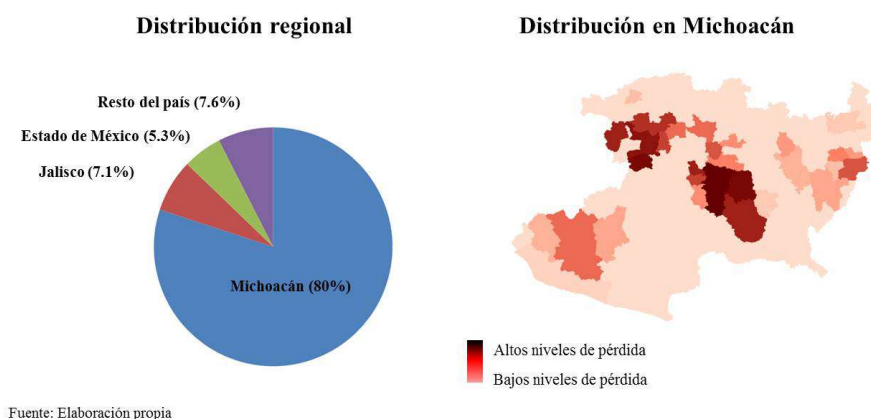 Distribución regional
Resto del país (7.6%)
Estado de México (5.3%)
Jalisco (7.1%)
Michoacán (80%)
Distribución en Michoacán
Altos niveles de pérdida
Bajos niveles de pérdida
Fuente: Elaboración propia